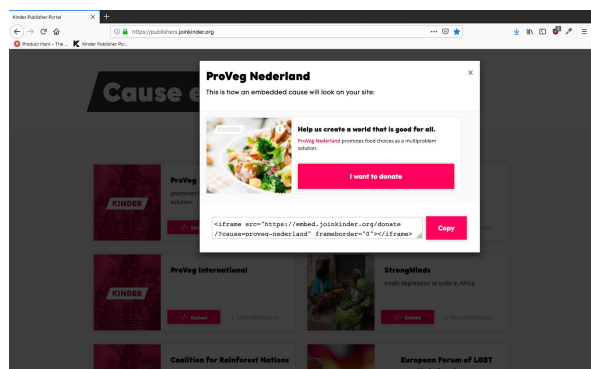 Kinder Publisher Portal
https://publishers.joinkinder.org
Product Hunt – The ...
Kinder Publisher Po...
Cause e
ProVeg Nederland
This is how an embedded cause will look on your site:
Help us create a world that is good for all.
ProVeg Nederland promotes food choices as a multiproblem
solution.
I want to donate
<iframe src="https://embed.joinkinder.org/donate
/?cause=proveg-nederland" frameborder="0"></iframe>
Copy
ProVeg
promotes
solution.
KINDER
ProVeg International
KINDER
</> Embed
More information
StrongMinds
treats depression at scale in Africa
</> Embed
More information
Coalition for Rainforest Nations
European Forum of LGBT